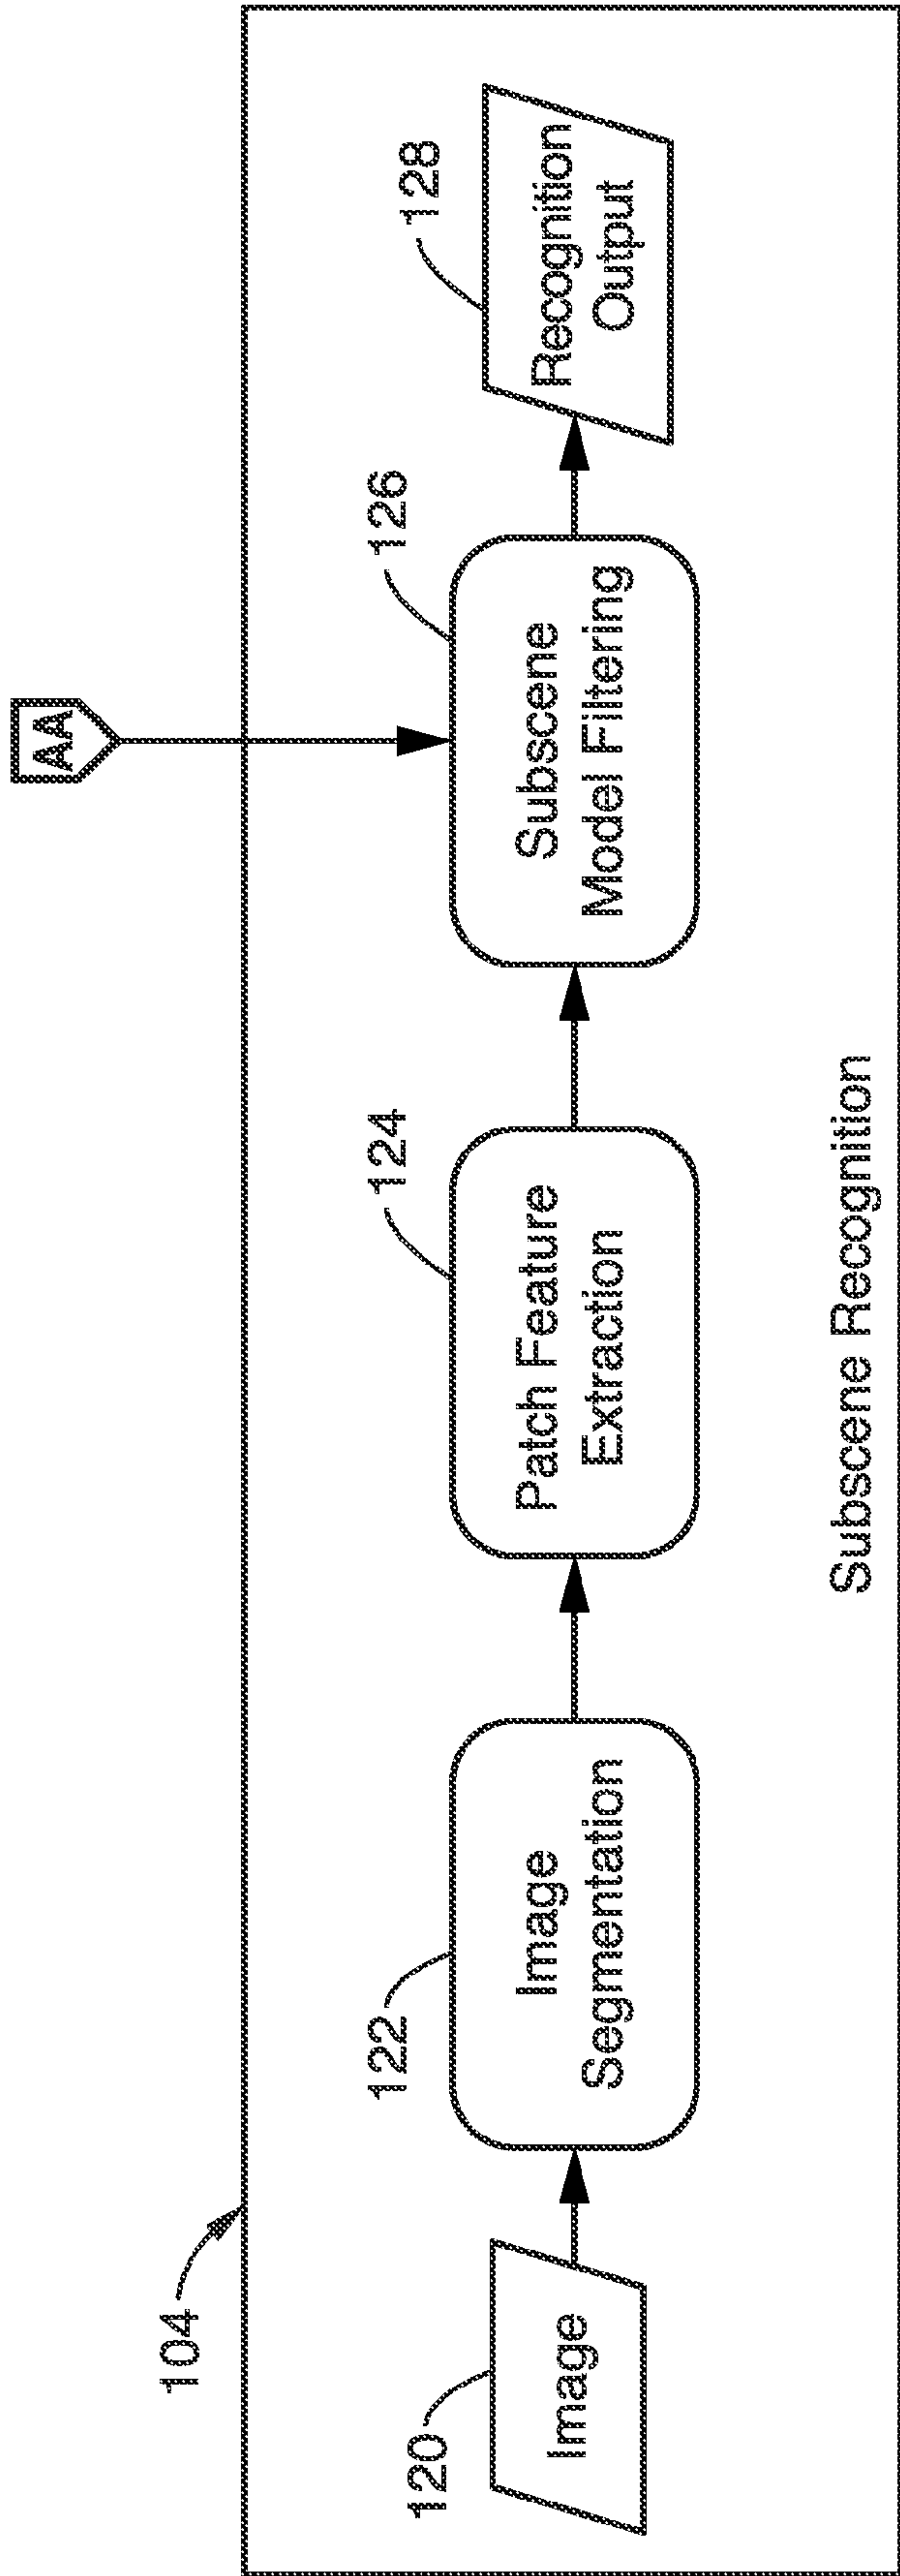 AA
104
120
Image
122
Image
Segmentation
124
Patch Feature
Extraction
126
Subscene
Model Filtering
128
Recognition
Output
Subscene Recognition